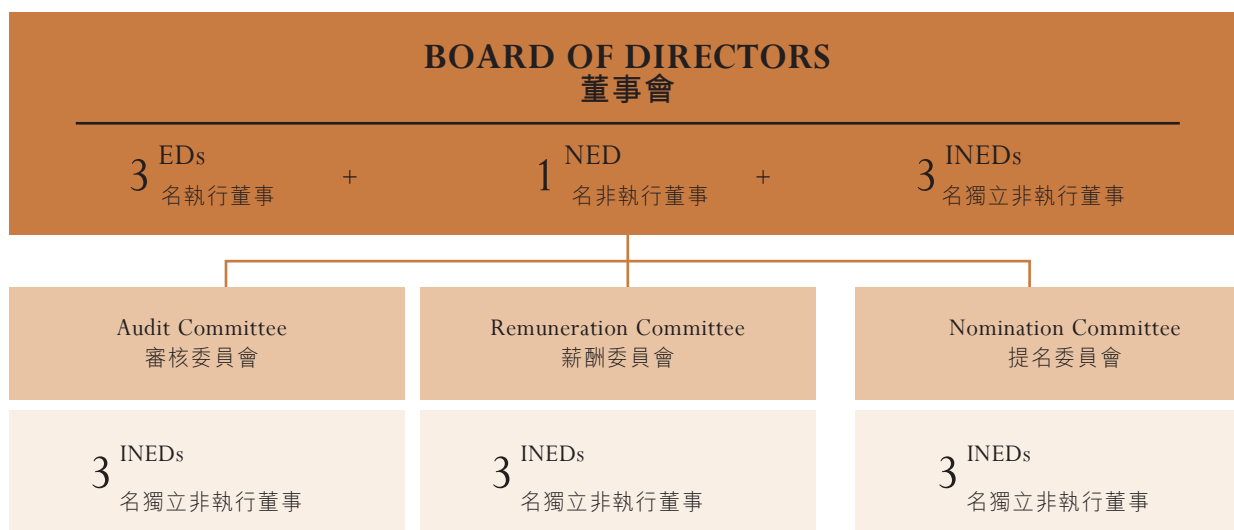 BOARD OF DIRECTORS
董事會
3 EDs
名執行董事
+
1 NED
名非執行董事
+
3 INEDs
名獨立非執行董事
Audit Committee
審核委員會
Remuneration Committee
薪酬委員會
Nomination Committee
提名委員會
3 INEDs
名獨立非執行董事
3 INEDs
名獨立非執行董事
3 INEDs
名獨立非執行董事